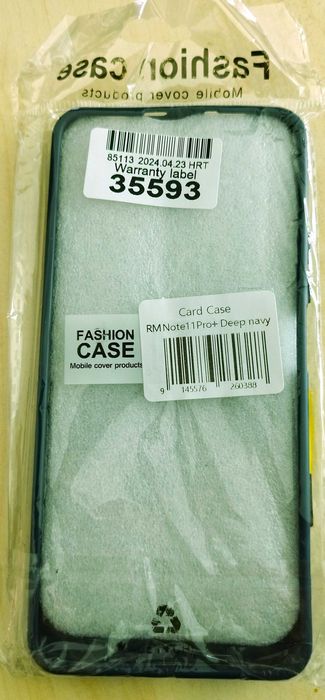 Fashion case
Mobile cover products
85113 2024.04.23 HRT
Warranty label
35593
Card Case
RM Note11Pro+ Deep navy
9 145576 260388
FASHION
CASE
Mobile cover products